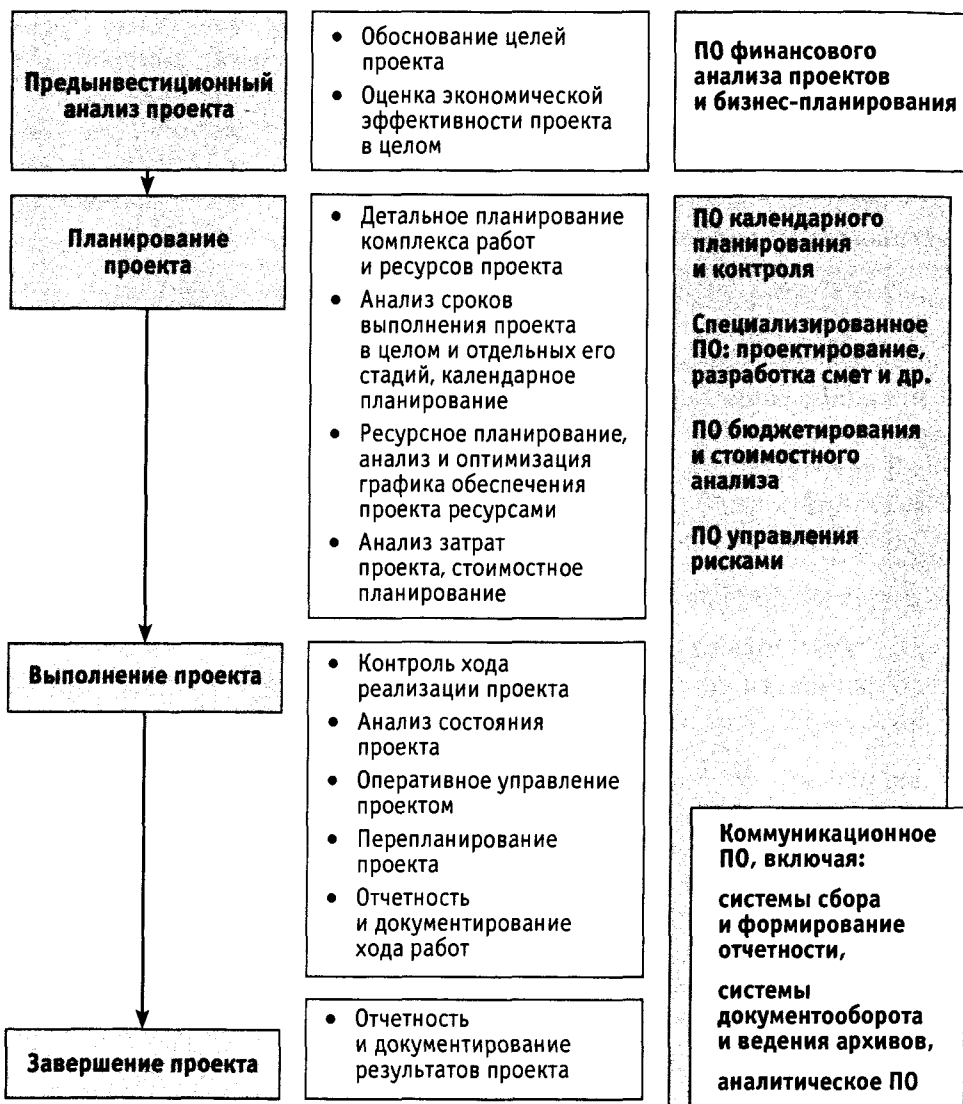 Предынвестиционный
анализ проекта
• Обоснование целей
проекта
• Оценка экономической
эффективности проекта
в целом
ПО финансового
анализа проектов
и бизнес-планирования
Планирование
проекта
• Детальное планирование
комплекса работ
и ресурсов проекта
• Анализ сроков
выполнения проекта
в целом и отдельных его
стадий, календарное
планирование
• Ресурсное планирование,
анализ и оптимизация
графика обеспечения
проекта ресурсами
• Анализ затрат
проекта, стоимостное
планирование
ПО календарного
планирования
и контроля
Специализированное
ПО: проектирование,
разработка смет и др.
ПО бюджетирования
и стоимостного
анализа
ПО управления
рисками
Выполнение проекта
• Контроль хода
реализации проекта
• Анализ состояния
проекта
• Оперативное управление
проектом
• Перепланирование
проекта
• Отчетность
и документирование
хода работ
Коммуникационное
ПО, включая:
системы сбора
и формирование
отчетности,
системы
документооборота
и ведения архивов,
аналитическое ПО
Завершение проекта
• Отчетность
и документирование
результатов проекта